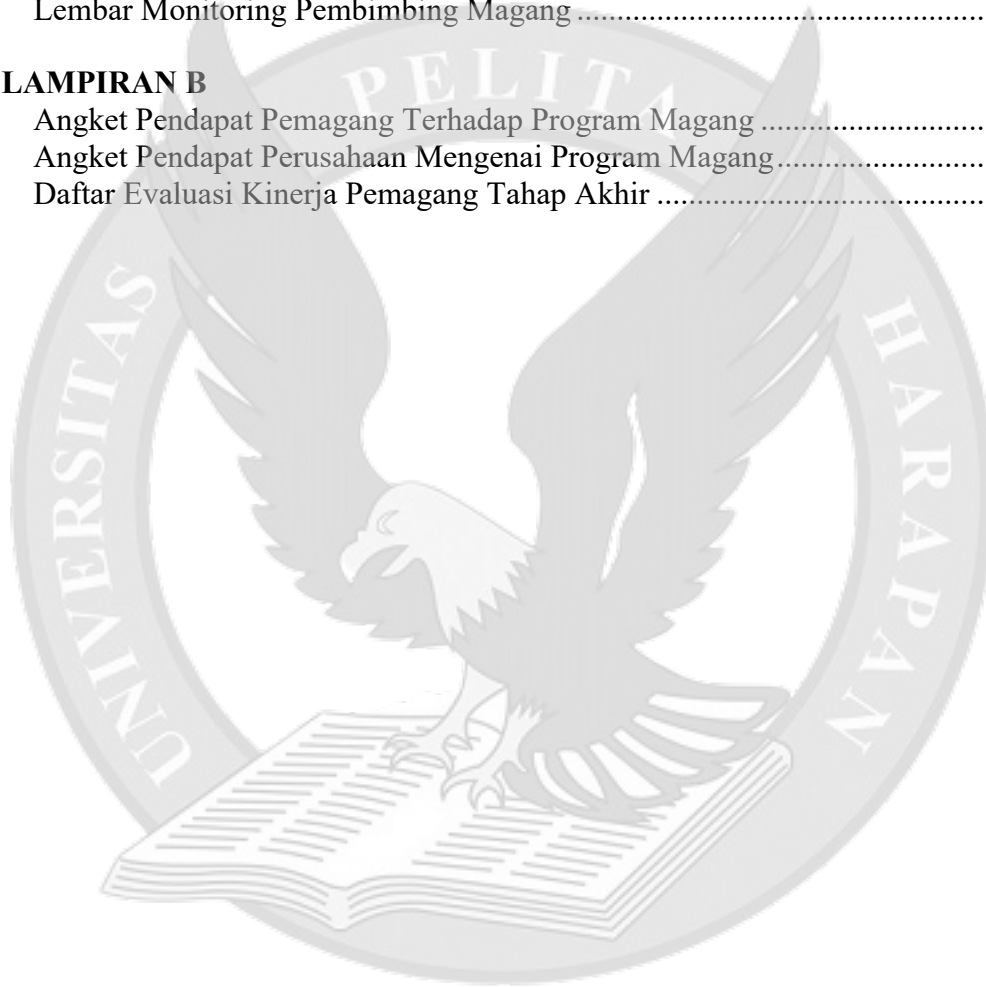 Lembar Monitoring Pembimbing Magang ....................................................
LAMPIRAN B
Angket Pendapat Pemagang Terhadap Program Magang ............................
Angket Pendapat Perusahaan Mengenai Program Magang..........................
Daftar Evaluasi Kinerja Pemagang Tahap Akhir .........................................
UNIVERSITAS PELITA HARAPAN